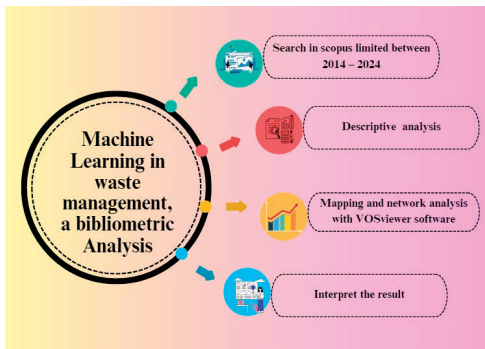 Machine
Learning in
waste
management,
a bibliometric
Analysis
Search in scopus limited between
2014 – 2024
Descriptive analysis
Mapping and network analysis
with VOSviewer software
Interpret the result